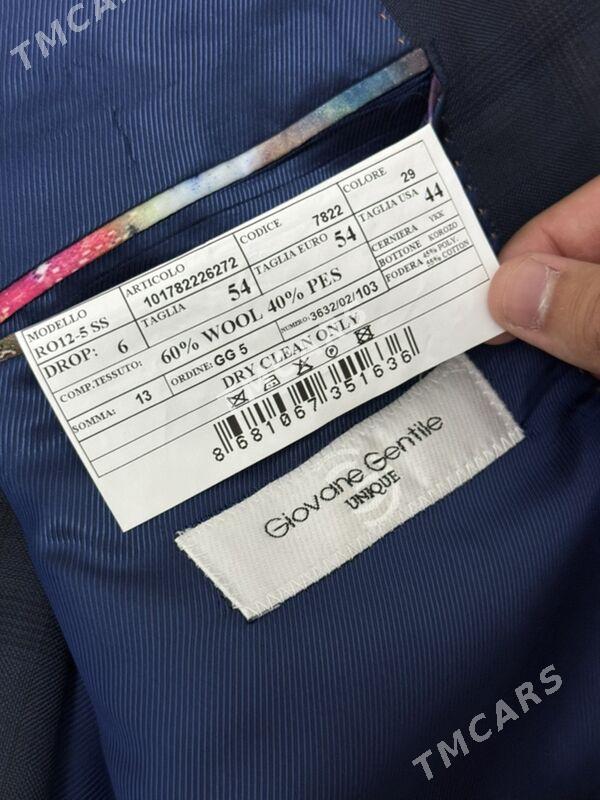 TMCARS
MODELLO
RO12-5 SS
ARTICOLO
101782226272
CODICE
7822
COLORE
29
DROP: 6
TAGLIA
54
TAGLIA EURO
54
TAGLIA USA
44
COMP.TESSUTO: 60% WOOL 40% PES
CERNIERA YKK
BOTTONE KOROZO
FODERA 45% POLY.
55% COTTON
SOMMA: 13
ORDINE: GG 5
NUMERO: 3632/02/103
DRY CLEAN ONLY
8 681067 351636
Giovane Gentile
UNIQUE
TMCARS